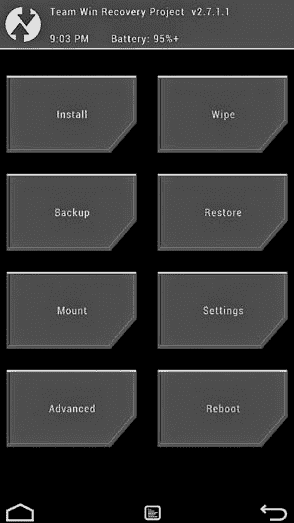 Team Win Recovery Project v2.7.1.1
9:03 PM Battery: 95%+
Install Wipe
Backup Restore
Mount Settings
Advanced Reboot